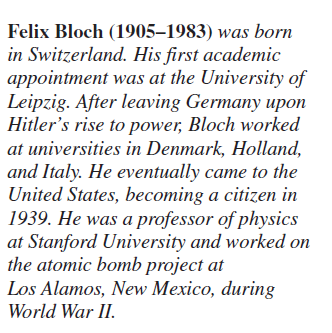 Felix Bloch (1905–1983) was born
in Switzerland. His first academic
appointment was at the University of
Leipzig. After leaving Germany upon
Hitler's rise to power, Bloch worked
at universities in Denmark, Holland,
and Italy. He eventually came to the
United States, becoming a citizen in
1939. He was a professor of physics
at Stanford University and worked on
the atomic bomb project at
Los Alamos, New Mexico, during
World War II.